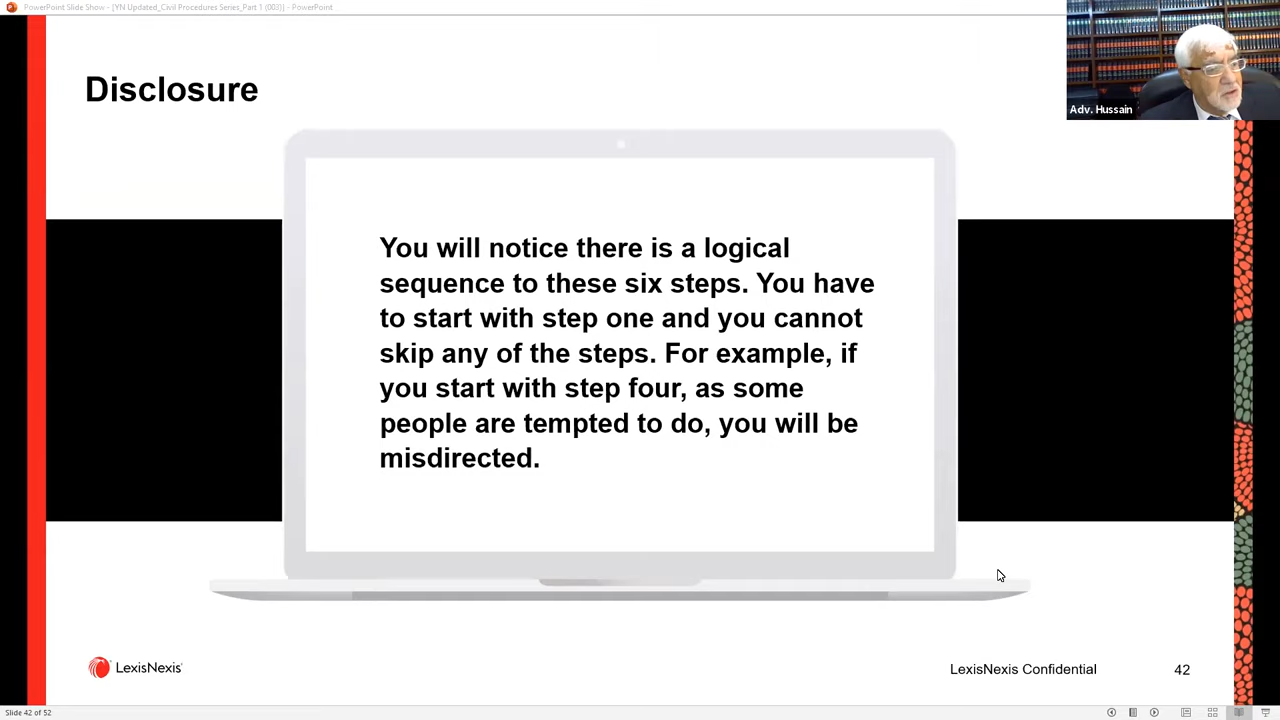 PowerPoint Slide Show - [YN Updated_Civil Procedures Series_Part 1 (003)] - PowerPoint
Adv. Hussain
Disclosure
You will notice there is a logical
sequence to these six steps. You have
to start with step one and you cannot
skip any of the steps. For example, if
you start with step four, as some
people are tempted to do, you will be
misdirected.
LexisNexis
LexisNexis Confidential
42
Slide 42 of 52